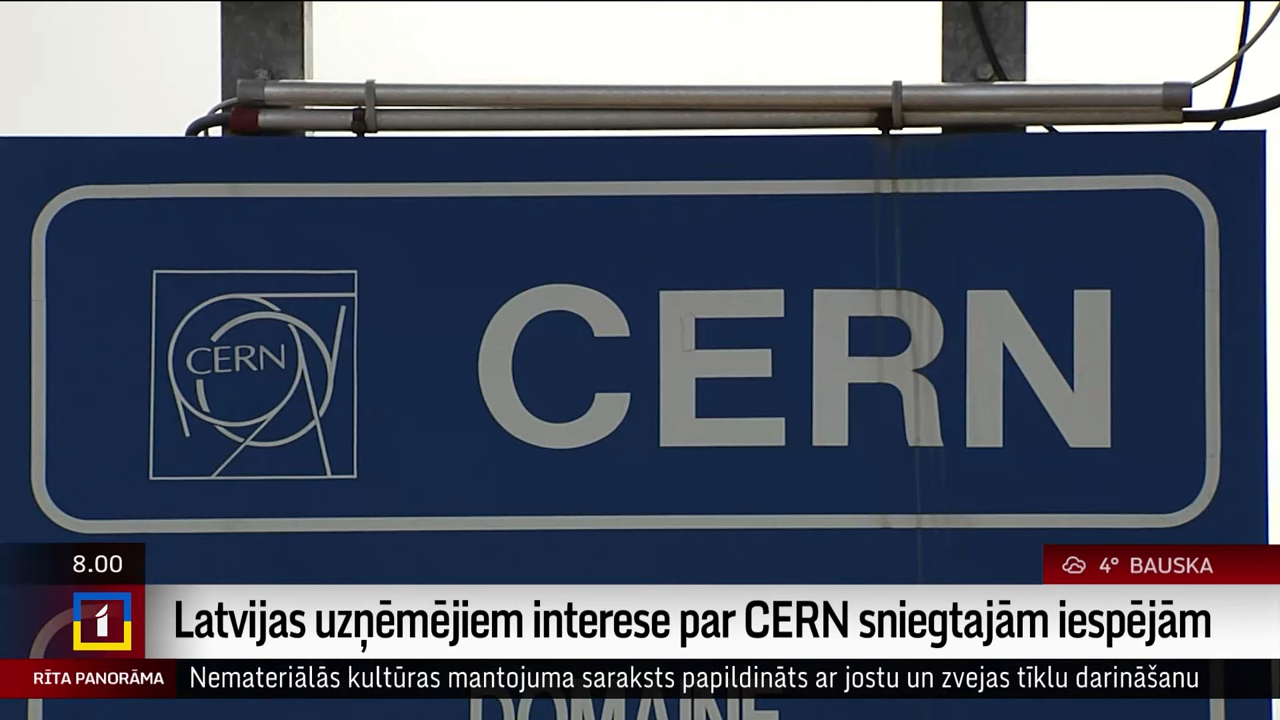 CERN
CERN
8.00
4° BAUSKA
1
Latvijas uzņēmējiem interese par CERN sniegtajām iespējām
RĪTA PANORĀMA
Nemateriālās kultūras mantojuma saraksts papildināts ar jostu un zvejas tīklu darināšanu
DOMAINE